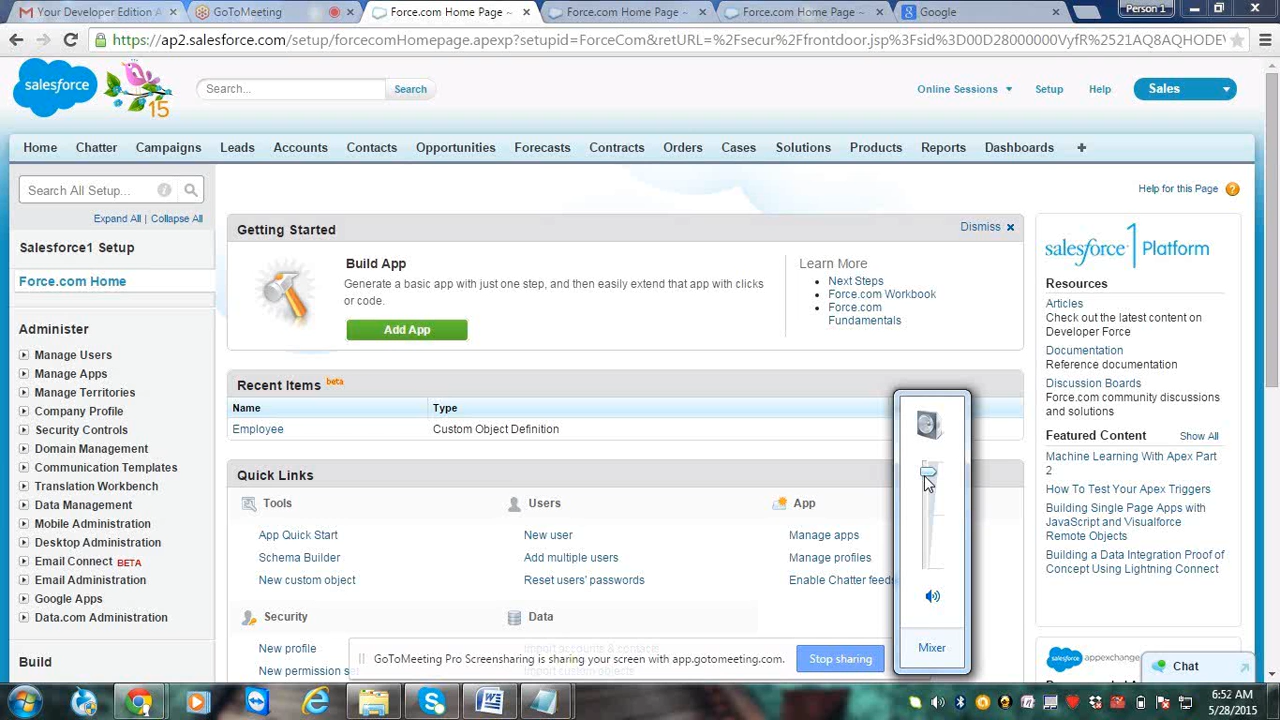 Your Developer Edition A
GoToMeeting
Force.com Home Page ~
Force.com Home Page ~
Force.com Home Page ~
Google
Person 1
https://ap2.salesforce.com/setup/forcecomHomepage.apexp?setupid=ForceCom&retURL=%2Fsecur%2Ffrontdoor.jsp%3Fsid%3D00D28000000VyfR%2521AQ8AQHODEV
salesforce
15
Search...
Search
Online Sessions
Setup
Help
Sales
Home
Chatter
Campaigns
Leads
Accounts
Contacts
Opportunities
Forecasts
Contracts
Orders
Cases
Solutions
Products
Reports
Dashboards
+
Search All Setup...
Expand All | Collapse All
Salesforce1 Setup
Force.com Home
Administer
Manage Users
Manage Apps
Manage Territories
Company Profile
Security Controls
Domain Management
Communication Templates
Translation Workbench
Data Management
Mobile Administration
Desktop Administration
Email Connect BETA
Email Administration
Google Apps
Data.com Administration
Build
Help for this Page ?
Getting Started
Dismiss
Build App
Generate a basic app with just one step, and then easily extend that app with clicks
or code.
Add App
Learn More
Next Steps
Force.com Workbook
Force.com
Fundamentals
Recent Items beta
Name
Type
Employee
Custom Object Definition
Quick Links
Tools
App Quick Start
Schema Builder
New custom object
Users
New user
Add multiple users
Reset users' passwords
App
Manage apps
Manage profiles
Enable Chatter feeds
Security
New profile
New permission se
Data
GoToMeeting Pro Screensharing is sharing your screen with app.gotomeeting.com.
Stop sharing
Mixer
salesforce1 Platform
Resources
Articles
Check out the latest content on
Developer Force
Documentation
Reference documentation
Discussion Boards
Force.com community discussions
and solutions
Featured Content
Show All
Machine Learning With Apex Part
2
How To Test Your Apex Triggers
Building Single Page Apps with
JavaScript and Visualforce
Remote Objects
Building a Data Integration Proof of
Concept Using Lightning Connect
salesforce appexchange
Chat
6:52 AM
5/28/2015